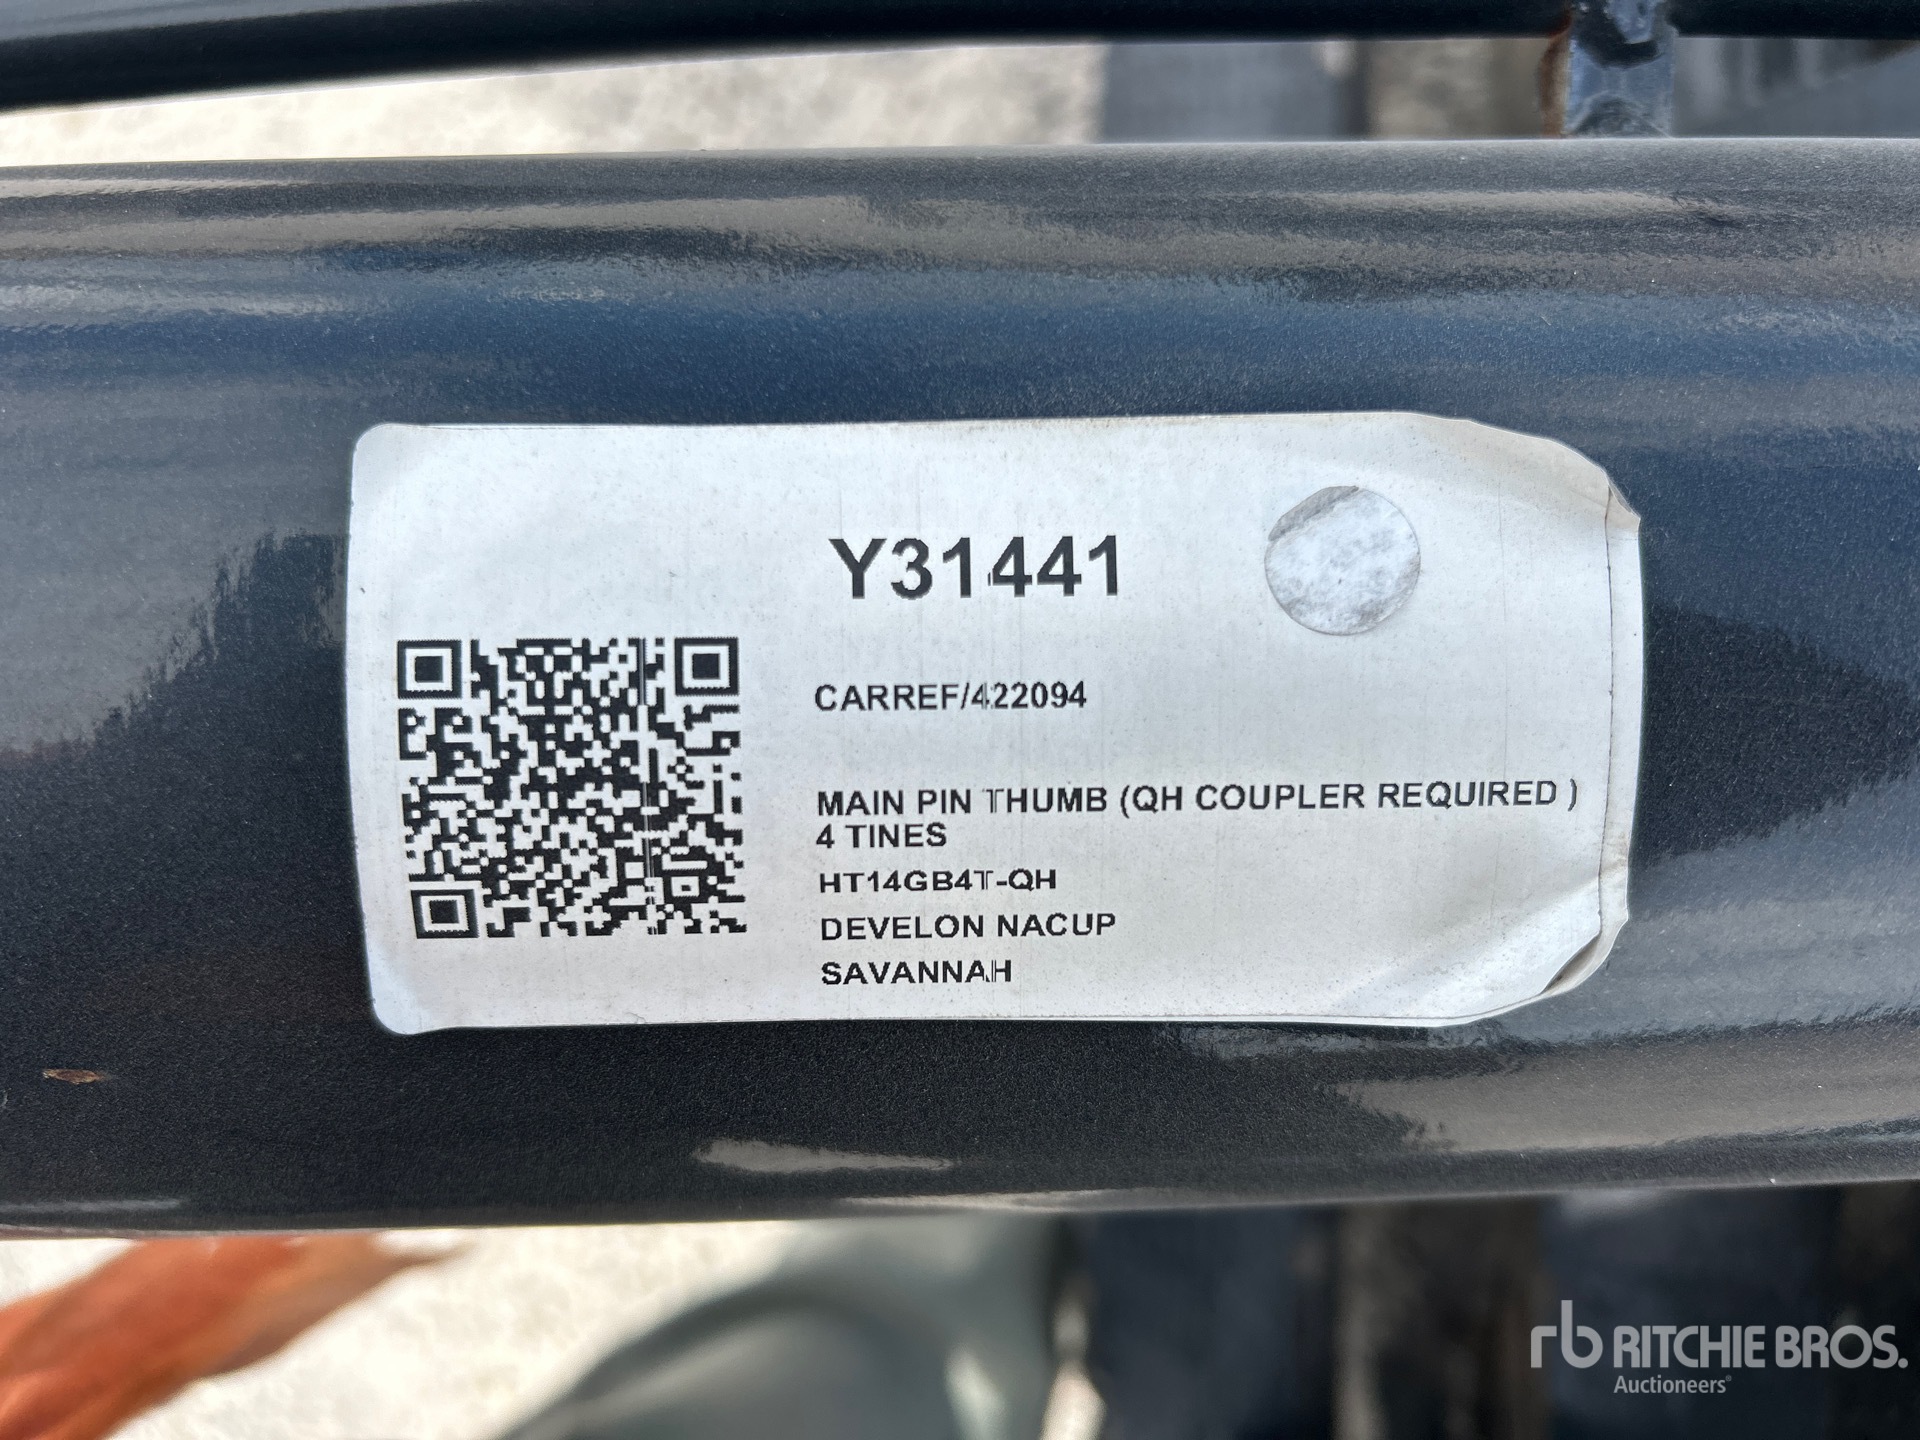 Y31441
CARREF/422094
MAIN PIN THUMB (QH COUPLER REQUIRED )
4 TINES
HT14GB4T-QH
DEVELON NACUP
SAVANNAH
rb RITCHIE BROS.
Auctioneers®